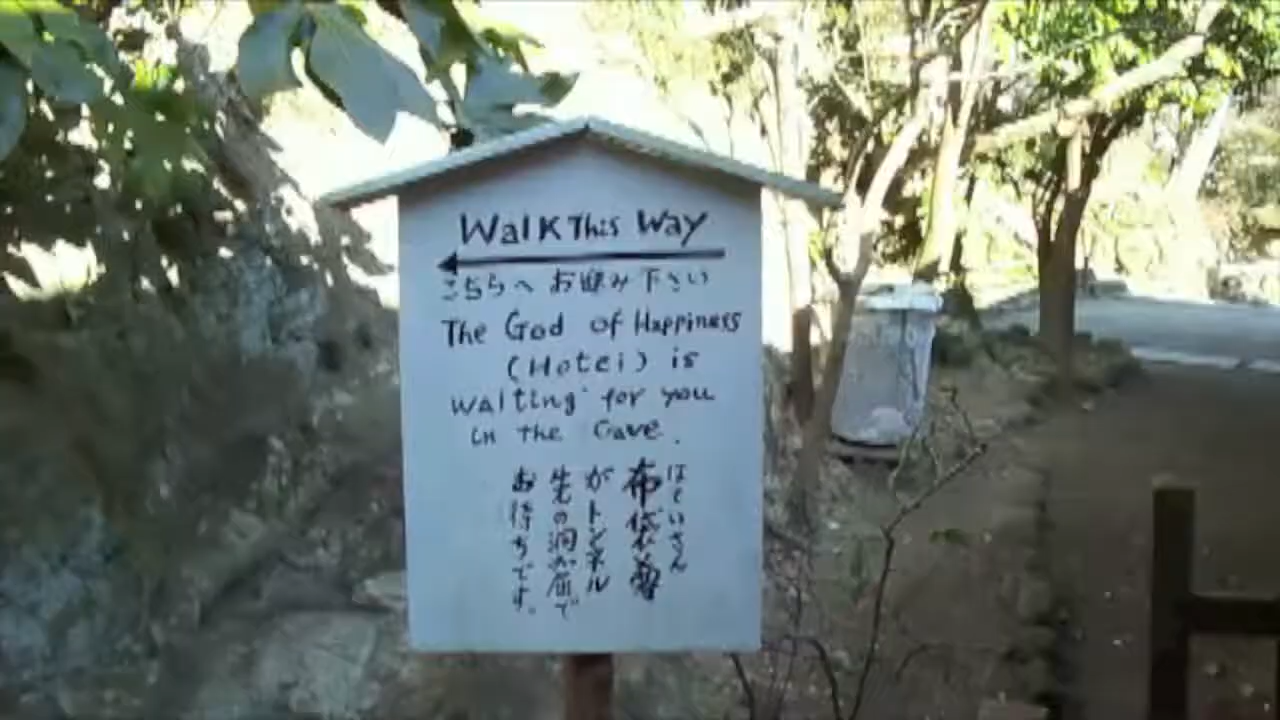 Walk This Way
こちらへお進み下さい
The God of Happiness
(Hotei) is
waiting for you
in the Cave.
ほていさん
布袋尊
がトンネル
先の洞窟で
お待ちです。